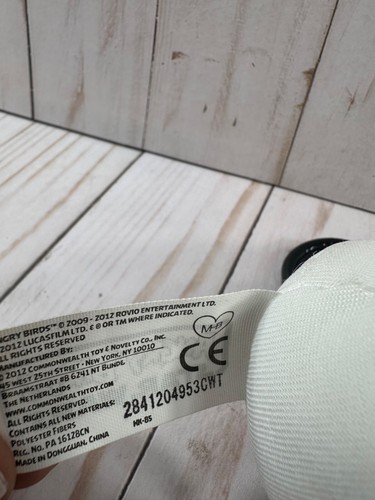 NGRY BIRDS™ © 2009 - 2012 ROVIO ENTERTAINMENT LTD.
2012 LUCASFILM LTD. & ® OR TM WHERE INDICATED.
ALL RIGHTS RESERVED
MANUFACTURED BY:
© 2012 COMMONWEALTH TOY & NOVELTY CO., INC.
45 WEST 25TH STREET - NEW YORK, NY 10010
BRAAMSTRAAT #8 6241 NT BUNDE
THE NETHERLANDS
WWW.COMMONWEALTHTOY.COM
ALL RIGHTS RESERVED.
CONTAINS ALL NEW MATERIALS:
POLYESTER FIBERS
REG. NO. PA 16128CN
MADE IN DONGGUAN, CHINA
M-B
CE
2841204953CWT
HK-85